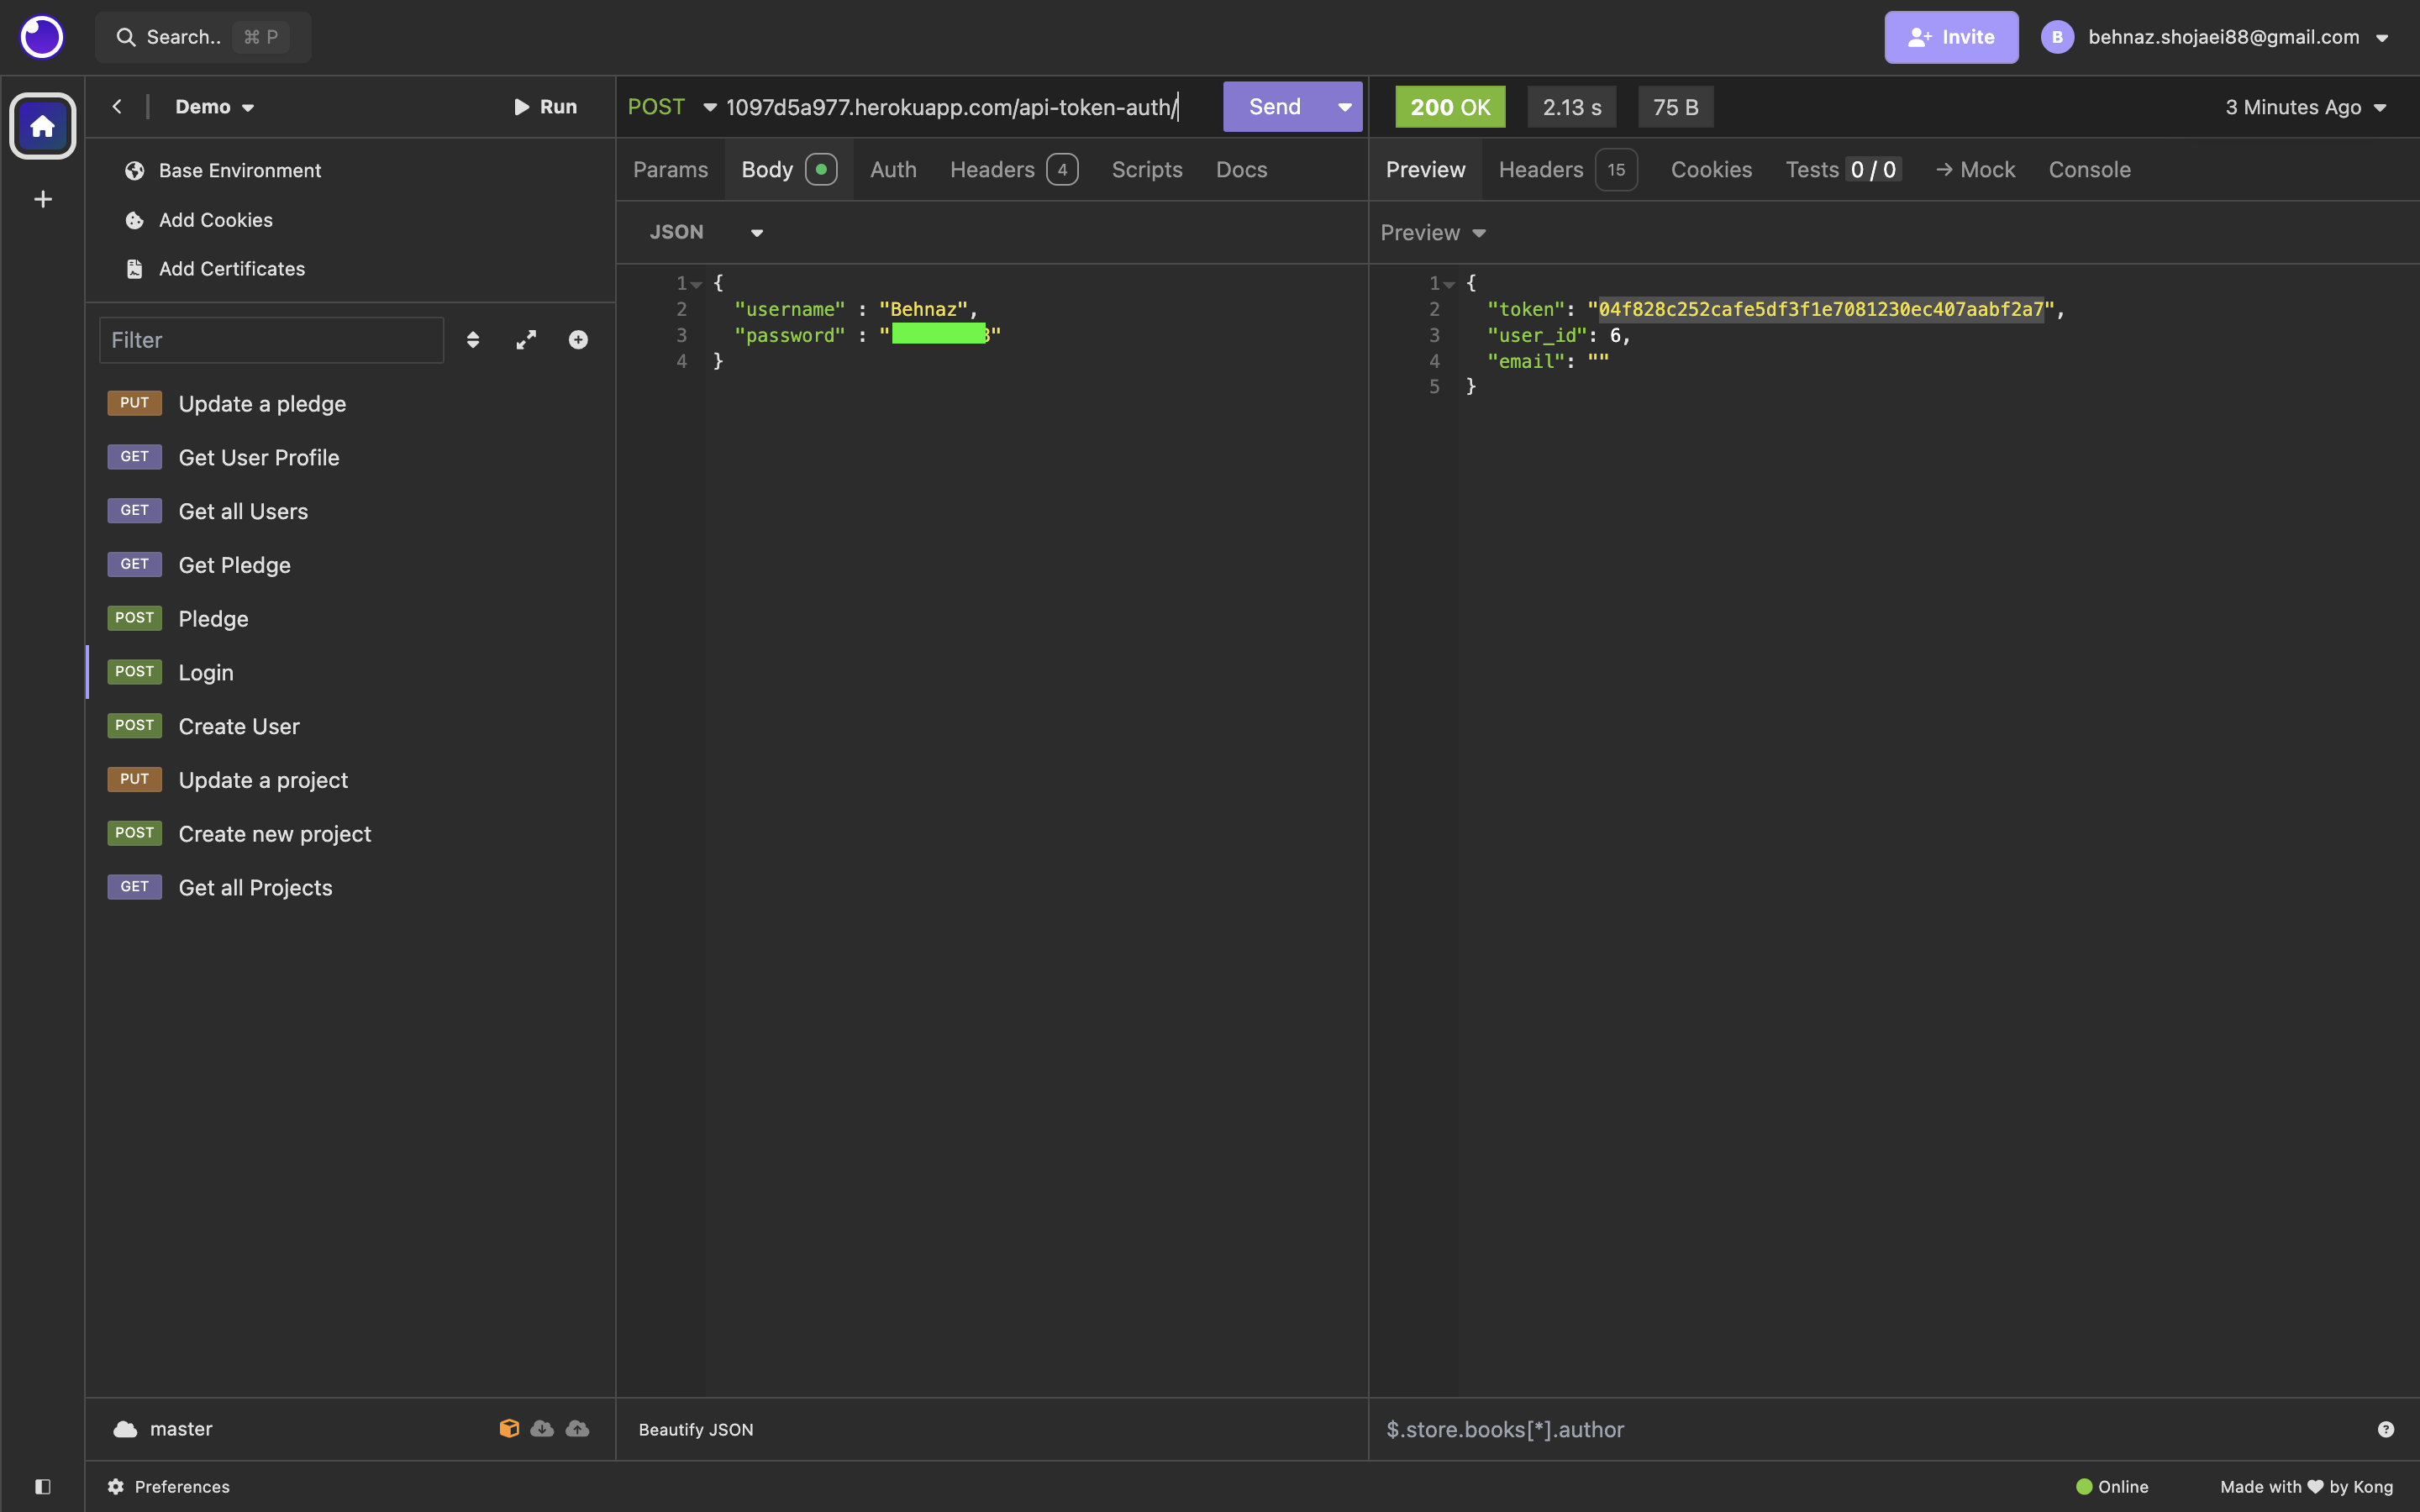 Search.. ⌘ P
Invite
B behnaz.shojaei88@gmail.com
Demo
Run
Base Environment
Add Cookies
Add Certificates
Filter
PUT Update a pledge
GET Get User Profile
GET Get all Users
GET Get Pledge
POST Pledge
POST Login
POST Create User
PUT Update a project
POST Create new project
GET Get all Projects
master
Preferences
POST 1097d5a977.herokuapp.com/api-token-auth/
Send
Params Body Auth Headers 4 Scripts Docs
JSON
1 {
2 "username" : "Behnaz",
3 "password" : " "
4 }
Beautify JSON
200 OK 2.13 s 75 B 3 Minutes Ago
Preview Headers 15 Cookies Tests 0 / 0 → Mock Console
Preview
1 {
2 "token": "04f828c252cafe5df3f1e7081230ec407aabf2a7",
3 "user_id": 6,
4 "email": ""
5 }
$.store.books[*].author
?
Online
Made with ♥ by Kong